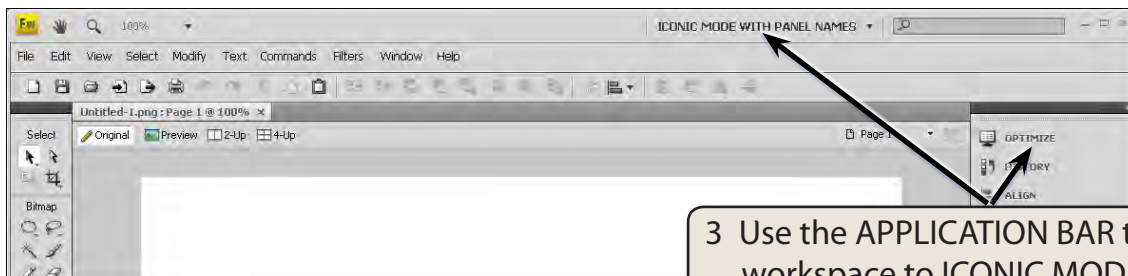 Fw 100% ICONIC MODE WITH PANEL NAMES
File Edit View Select Modify Text Commands Filters Window Help
Untitled-1.png : Page 1 @ 100% ×
Select Original Preview 2-Up 4-Up Page 1
OPTIMIZE
ALIGN
Bitmap
3 Use the APPLICATION BAR
workspace to ICONIC